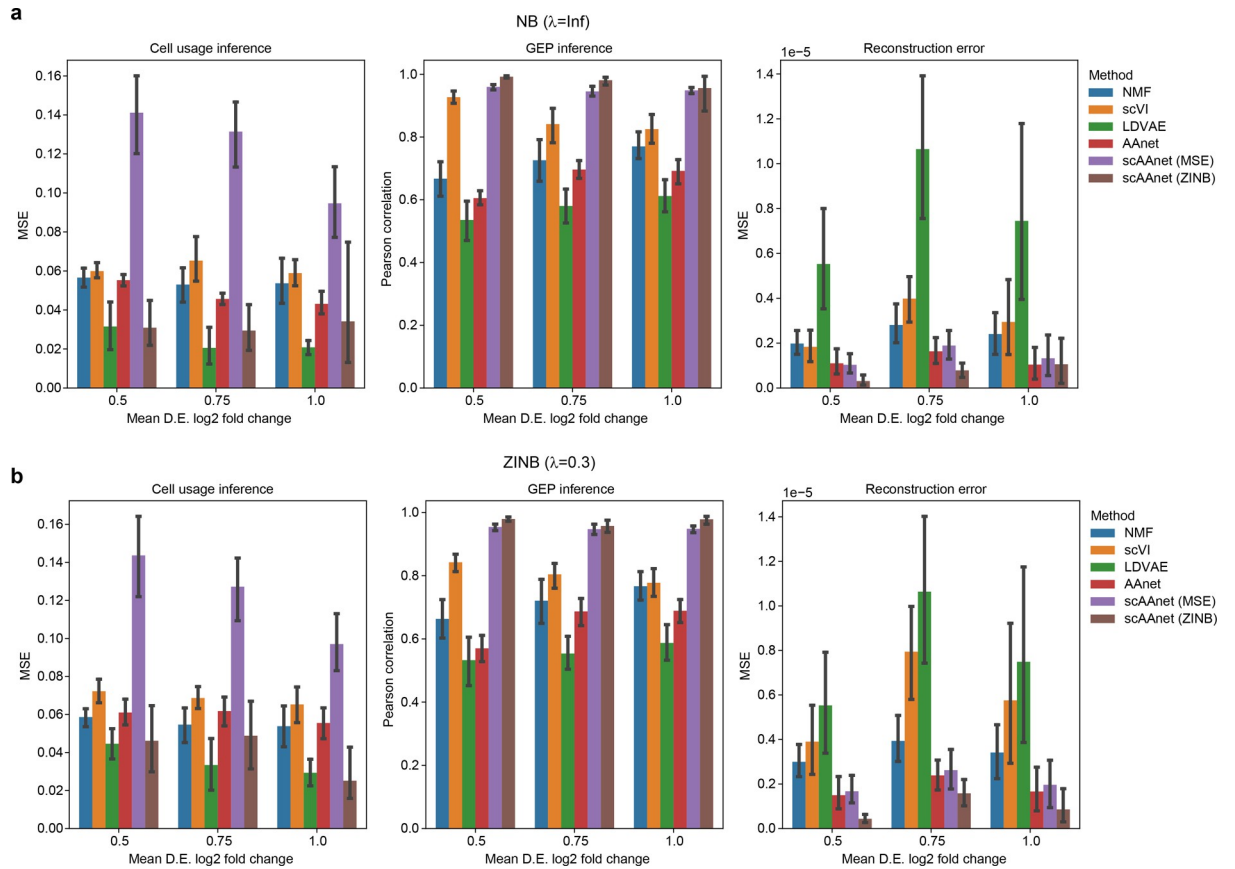 a
NB (λ=Inf)
Cell usage inference
GEP inference
Reconstruction error
1e−5
MSE
0.16
0.14
0.12
0.10
0.08
0.06
0.04
0.02
0.00
0.5
0.75
1.0
Mean D.E. log2 fold change
Pearson correlation
1.0
0.8
0.6
0.4
0.2
0.0
0.5
0.75
1.0
Mean D.E. log2 fold change
MSE
1.4
1.2
1.0
0.8
0.6
0.4
0.2
0.0
0.5
0.75
1.0
Mean D.E. log2 fold change
Method
NMF
scVI
LDVAE
AAnet
scAAnet (MSE)
scAAnet (ZINB)
b
ZINB (λ=0.3)
Cell usage inference
GEP inference
Reconstruction error
1e−5
MSE
0.16
0.14
0.12
0.10
0.08
0.06
0.04
0.02
0.00
0.5
0.75
1.0
Mean D.E. log2 fold change
Pearson correlation
1.0
0.8
0.6
0.4
0.2
0.0
0.5
0.75
1.0
Mean D.E. log2 fold change
MSE
1.4
1.2
1.0
0.8
0.6
0.4
0.2
0.0
0.5
0.75
1.0
Mean D.E. log2 fold change
Method
NMF
scVI
LDVAE
AAnet
scAAnet (MSE)
scAAnet (ZINB)